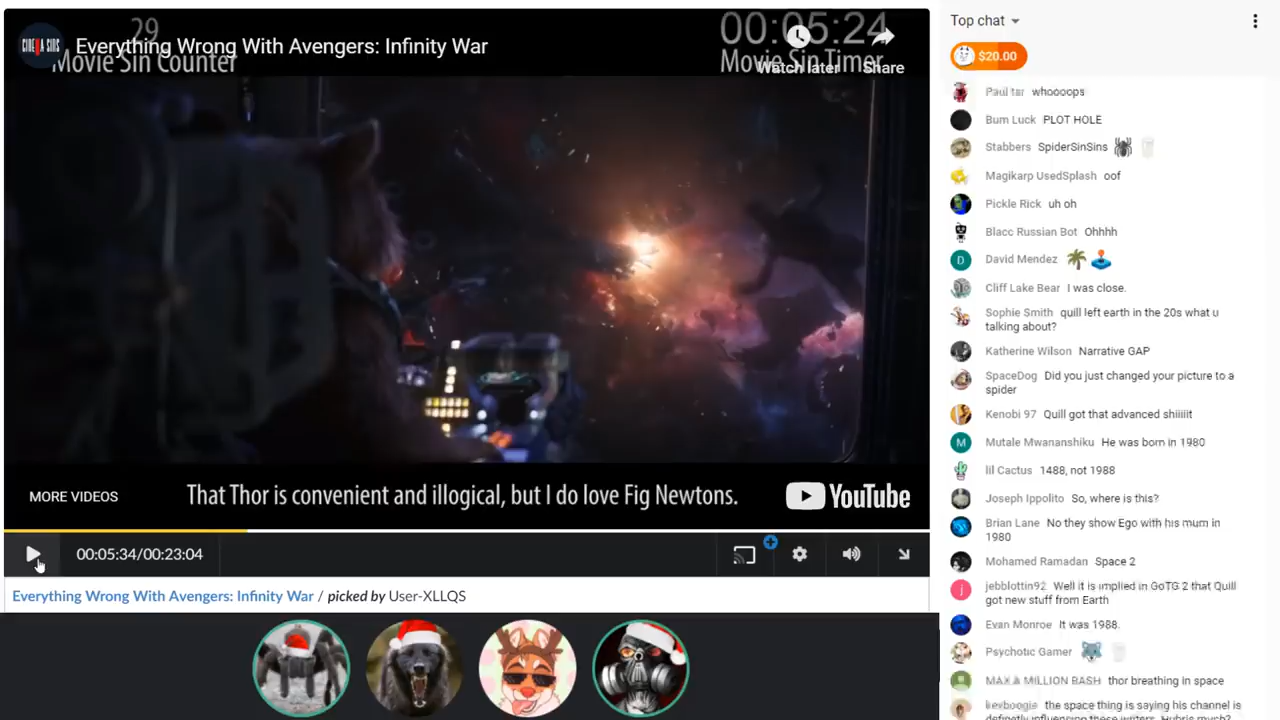 29
Movie Sin Counter
CINEMA SINS
Everything Wrong With Avengers: Infinity War
00:05:24
Movie Sin Timer
Watch later
Share
MORE VIDEOS
That Thor is convenient and illogical, but I do love Fig Newtons.
YouTube
00:05:34/00:23:04
Everything Wrong With Avengers: Infinity War / picked by User-XLLQS
Top chat
$20.00
Paul tar whoooops
Bum Luck PLOT HOLE
Stabbers SpiderSinSins
Magikarp UsedSplash oof
Pickle Rick uh oh
Blacc Russian Bot Ohhhh
D
David Mendez
Cliff Lake Bear I was close.
Sophie Smith quill left earth in the 20s what u
talking about?
Katherine Wilson Narrative GAP
SpaceDog Did you just changed your picture to a
spider
Kenobi 97 Quill got that advanced shiiiiit
M
Mutale Mwananshiku He was born in 1980
lil Cactus 1488, not 1988
Joseph Ippolito So, where is this?
Brian Lane No they show Ego with his mum in
1980
Mohamed Ramadan Space 2
j
jebblottin92 Well it is implied in GoTG 2 that Quill
got new stuff from Earth
Evan Monroe It was 1988.
Psychotic Gamer
MAX A MILLION BASH thor breathing in space
the space thing is saying his channel is
definetly influencing these writers. Hubris much?